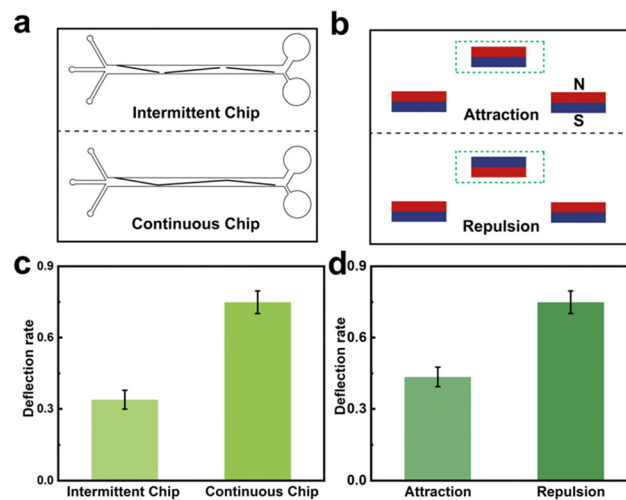 a
Intermittent Chip
Continuous Chip
b
N
Attraction
S
Repulsion
c
Deflection rate
0.9
0.6
0.3
0.0
Intermittent Chip
Continuous Chip
d
Deflection rate
0.9
0.6
0.3
0.0
Attraction
Repulsion